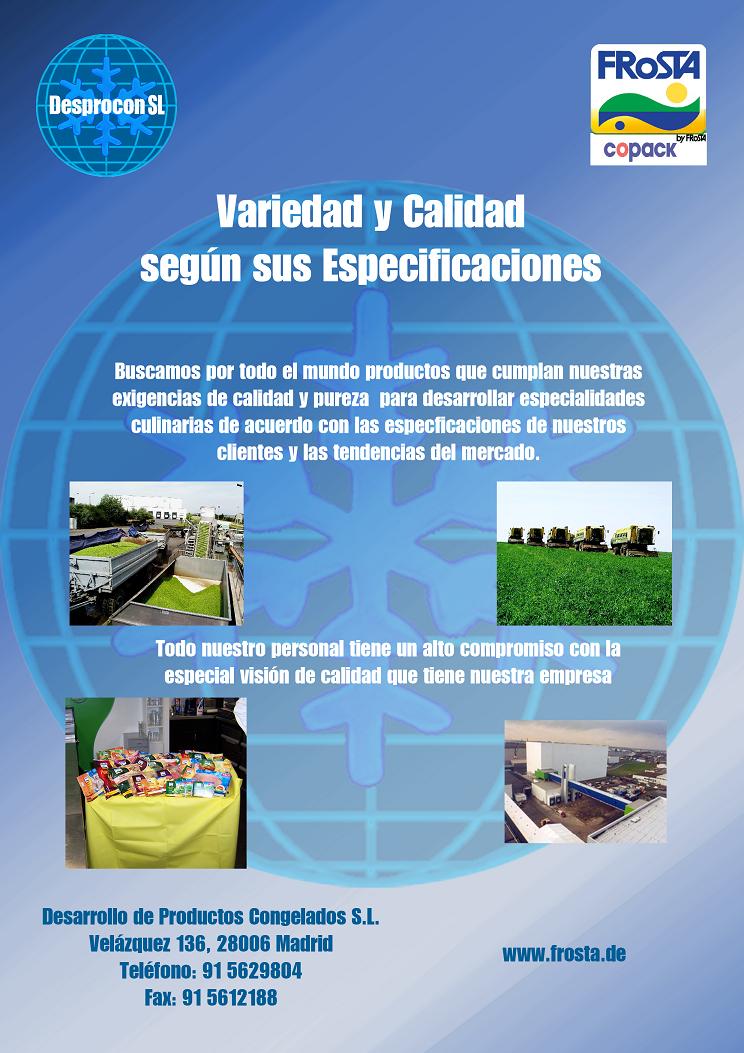 Desprocon SL
FRoSTA
by FRoSTA
copack
Variedad y Calidad
según sus Especificaciones
Buscamos por todo el mundo productos que cumplan nuestras
exigencias de calidad y pureza para desarrollar especialidades
culinarias de acuerdo con las especficaciones de nuestros
clientes y las tendencias del mercado.
Todo nuestro personal tiene un alto compromiso con la
especial visión de calidad que tiene nuestra empresa
Desarrollo de Productos Congelados S.L.
Velázquez 136, 28006 Madrid
Teléfono: 91 5629804
Fax: 91 5612188
www.frosta.de